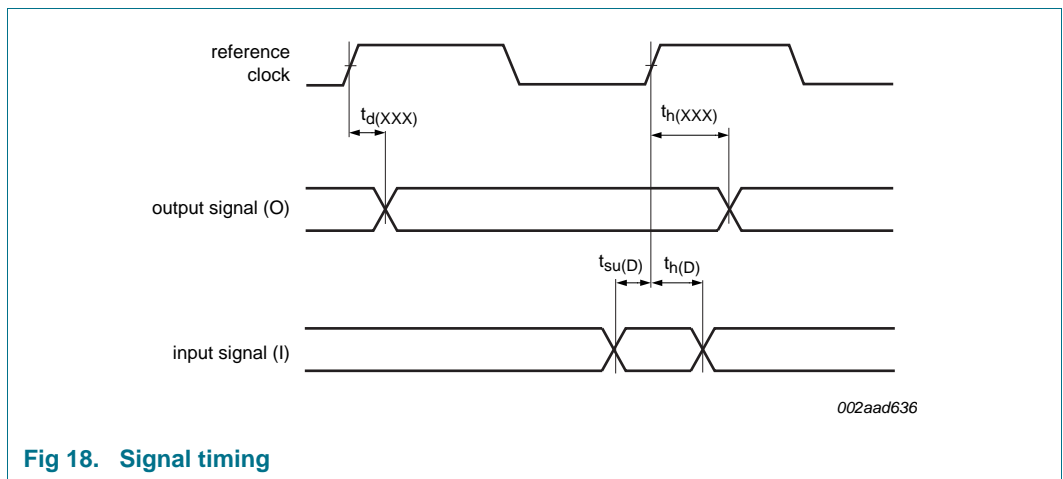 reference
clock
td(XXX)
th(XXX)
output signal (O)
tsu(D)
th(D)
input signal (I)
002aad636
Fig 18. Signal timing